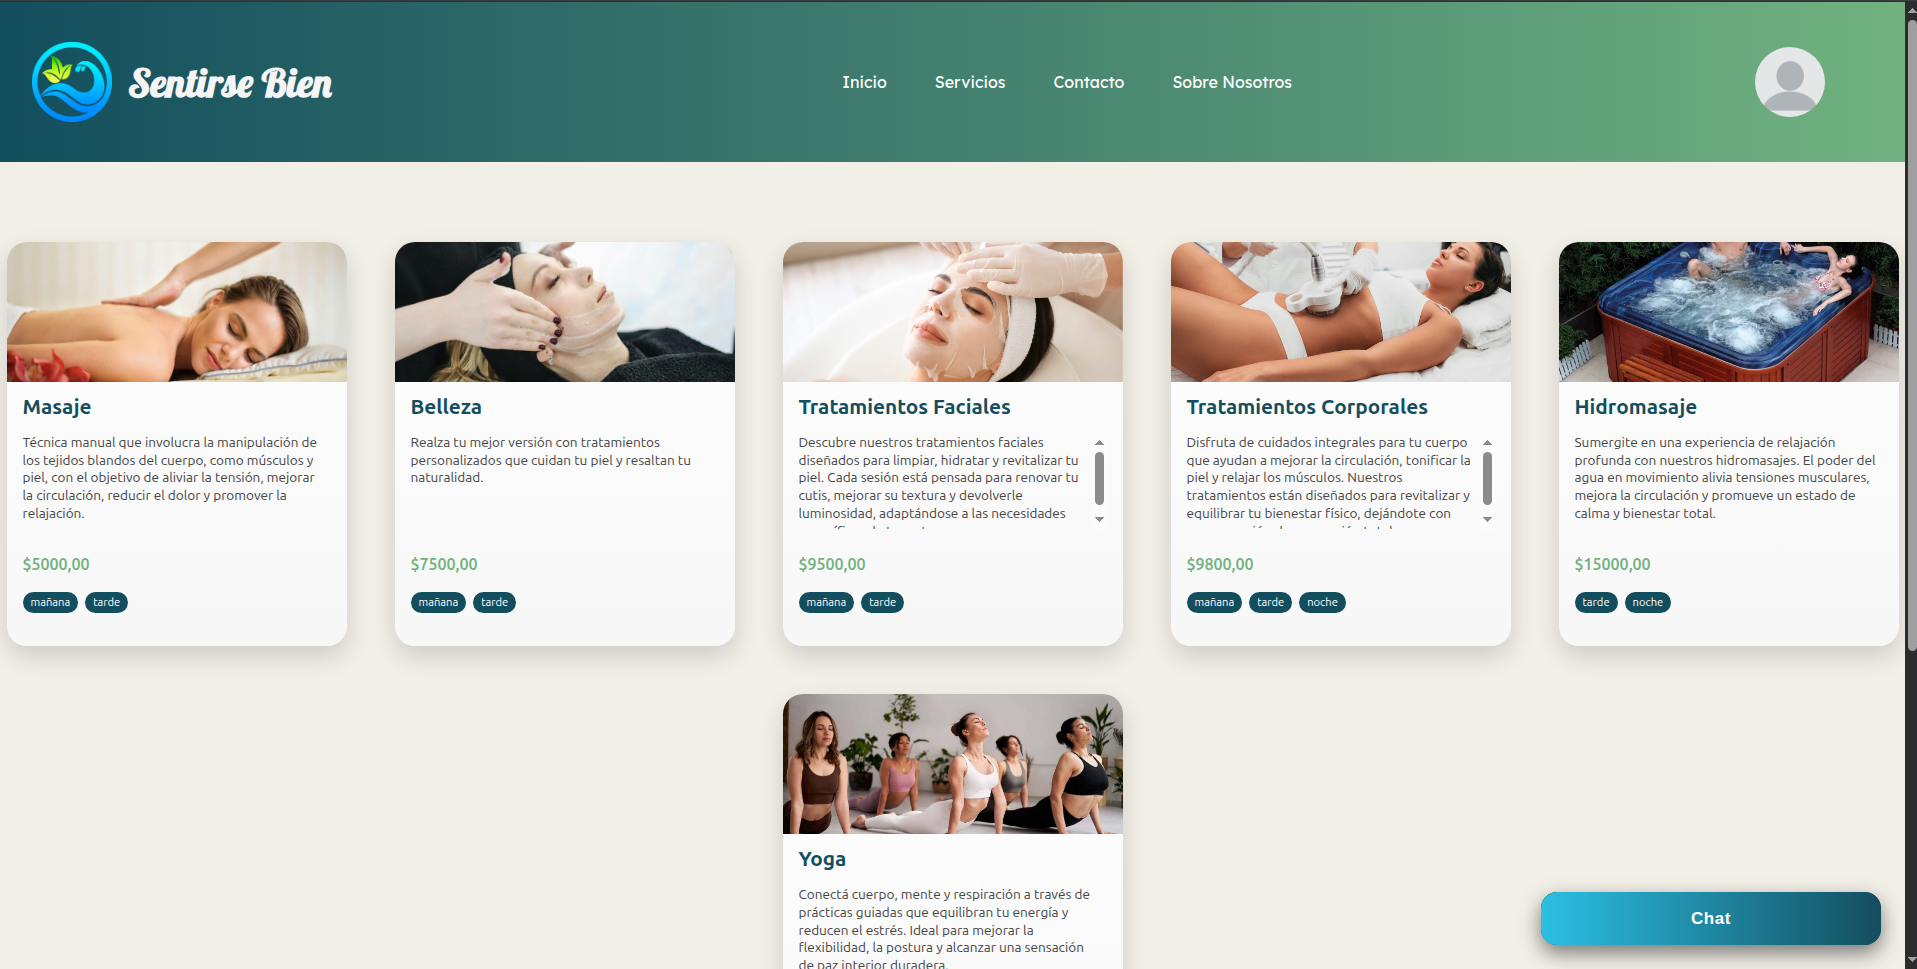 Sentirse Bien
Inicio
Servicios
Contacto
Sobre Nosotros
Masaje
Técnica manual que involucra la manipulación de
los tejidos blandos del cuerpo, como músculos y
piel, con el objetivo de aliviar la tensión, mejorar
la circulación, reducir el dolor y promover la
relajación.
$5000,00
mañana tarde
Belleza
Realza tu mejor versión con tratamientos
personalizados que cuidan tu piel y resaltan tu
naturalidad.
$7500,00
mañana tarde
Tratamientos Faciales
Descubre nuestros tratamientos faciales
diseñados para limpiar, hidratar y revitalizar tu
piel. Cada sesión está pensada para renovar tu
cutis, mejorar su textura y devolverle
luminosidad, adaptándose a las necesidades
$9500,00
mañana tarde
Tratamientos Corporales
Disfruta de cuidados integrales para tu cuerpo
que ayudan a mejorar la circulación, tonificar la
piel y relajar los músculos. Nuestros
tratamientos están diseñados para revitalizar y
equilibrar tu bienestar físico, dejándote con
$9800,00
mañana tarde noche
Hidromasaje
Sumergite en una experiencia de relajación
profunda con nuestros hidromasajes. El poder del
agua en movimiento alivia tensiones musculares,
mejora la circulación y promueve un estado de
calma y bienestar total.
$15000,00
tarde noche
Yoga
Conectá cuerpo, mente y respiración a través de
prácticas guiadas que equilibran tu energía y
reducen el estrés. Ideal para mejorar la
flexibilidad, la postura y alcanzar una sensación
de paz interior duradera.
Chat